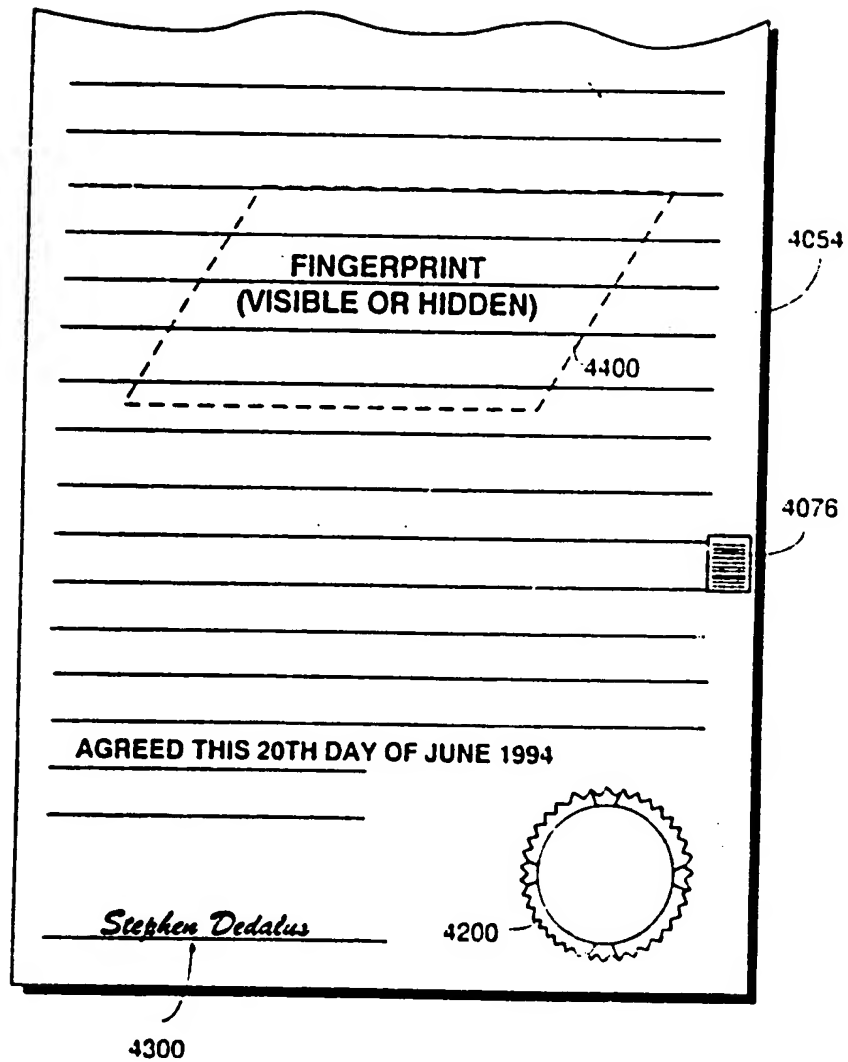 FINGERPRINT
(VISIBLE OR HIDDEN)
4054
4400
4076
AGREED THIS 20TH DAY OF JUNE 1994
Stephen Dedalus
4200
4300